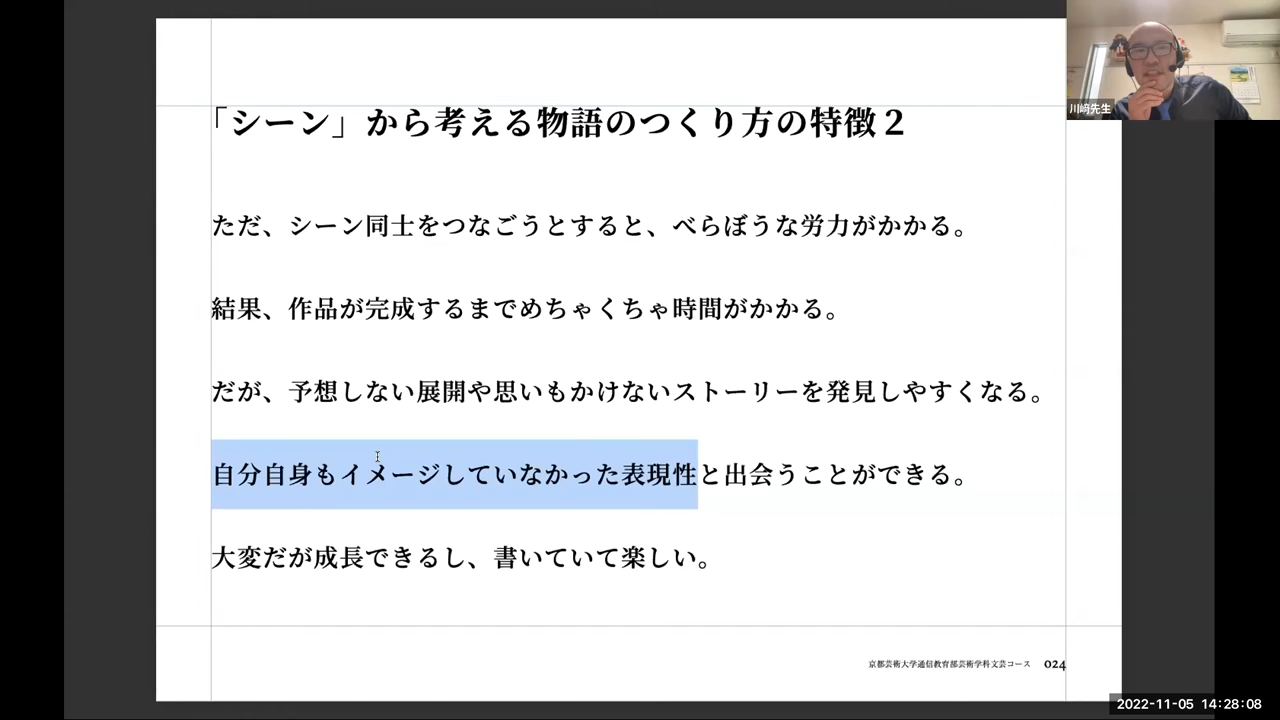 「シーン」から考える物語のつくり方の特徴２
ただ、シーン同士をつなごうとすると、べらぼうな労力がかかる。
結果、作品が完成するまでめちゃくちゃ時間がかかる。
だが、予想しない展開や思いもかけないストーリーを発見しやすくなる。
自分自身もイメージしていなかった表現性と出会うことができる。
大変だが成長できるし、書いていて楽しい。
京都芸術大学通信教育部芸術学科文芸コース 024
川﨑先生
2022-11-05 14:28:08